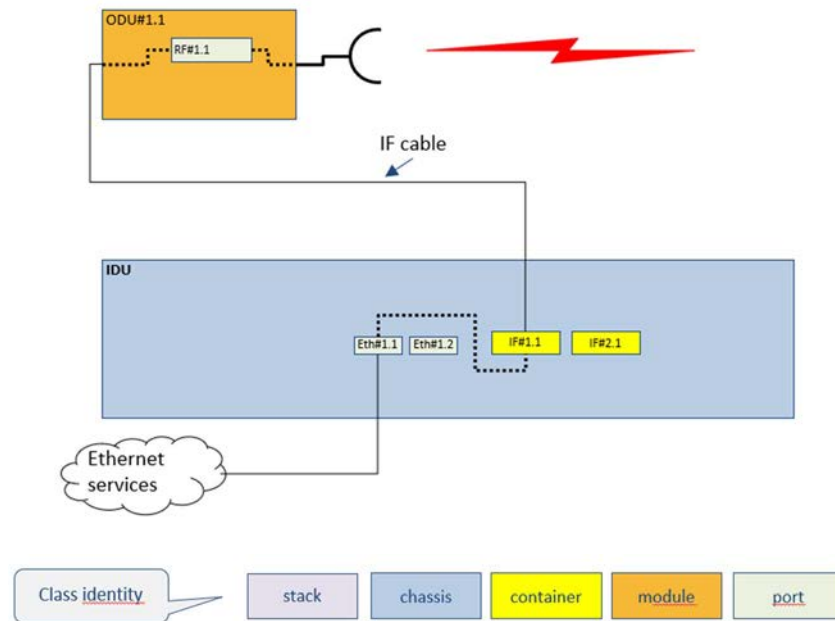 ODU#1.1
RF#1.1
IF cable
IDU
Eth#1.1 Eth#1.2 IF#1.1 IF#2.1
Ethernet
services
Class identity stack chassis container module port